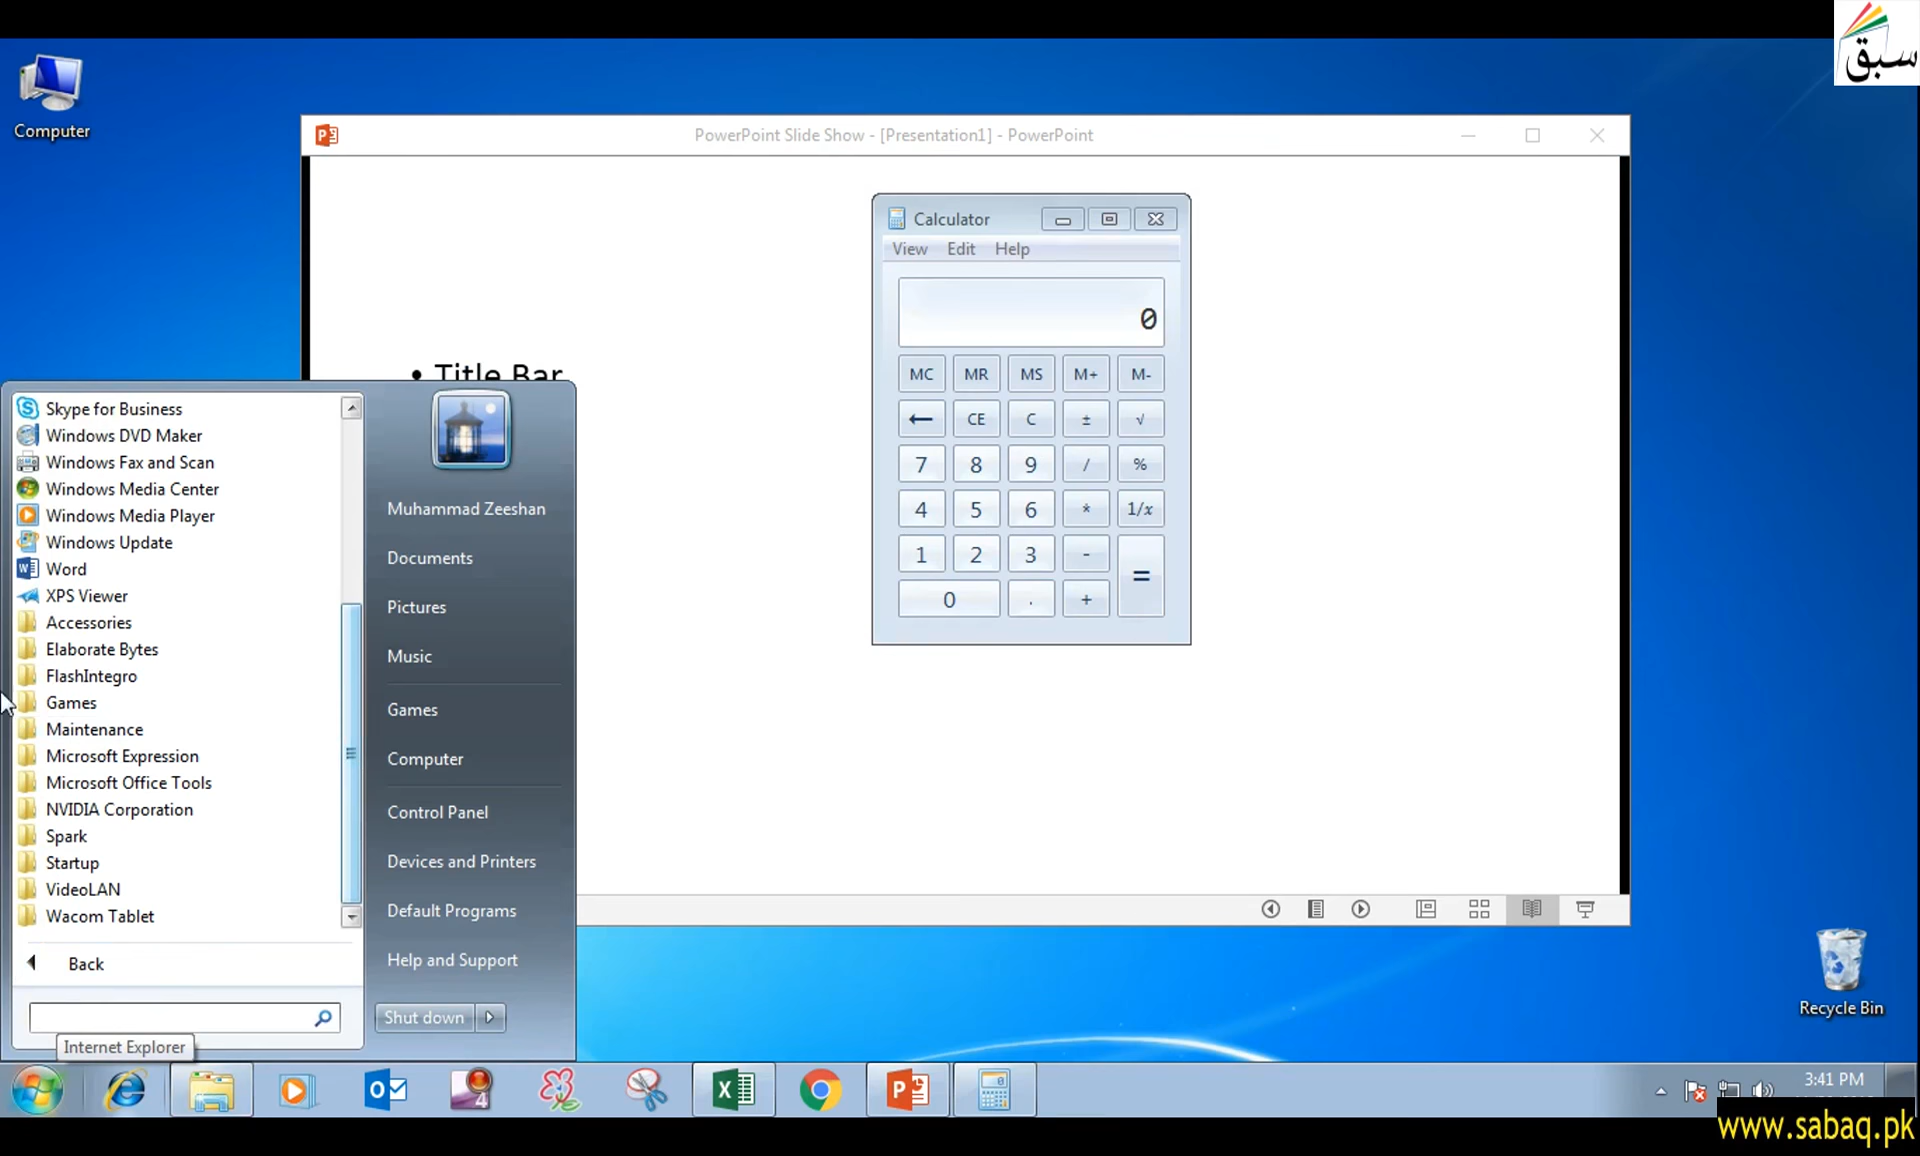 سبق
Computer
PowerPoint Slide Show - [Presentation1] - PowerPoint
Calculator
View Edit Help
0
• Title Bar
MC MR MS M+ M-
← CE C ± √
7 8 9 / %
4 5 6 * 1/x
1 2 3 - =
0 . +
Skype for Business
Windows DVD Maker
Windows Fax and Scan
Windows Media Center
Windows Media Player
Windows Update
Word
XPS Viewer
Accessories
Elaborate Bytes
FlashIntegro
Games
Maintenance
Microsoft Expression
Microsoft Office Tools
NVIDIA Corporation
Spark
Startup
VideoLAN
Wacom Tablet
Back
Internet Explorer
Muhammad Zeeshan
Documents
Pictures
Music
Games
Computer
Control Panel
Devices and Printers
Default Programs
Help and Support
Shut down
Recycle Bin
3:41 PM
www.sabaq.pk